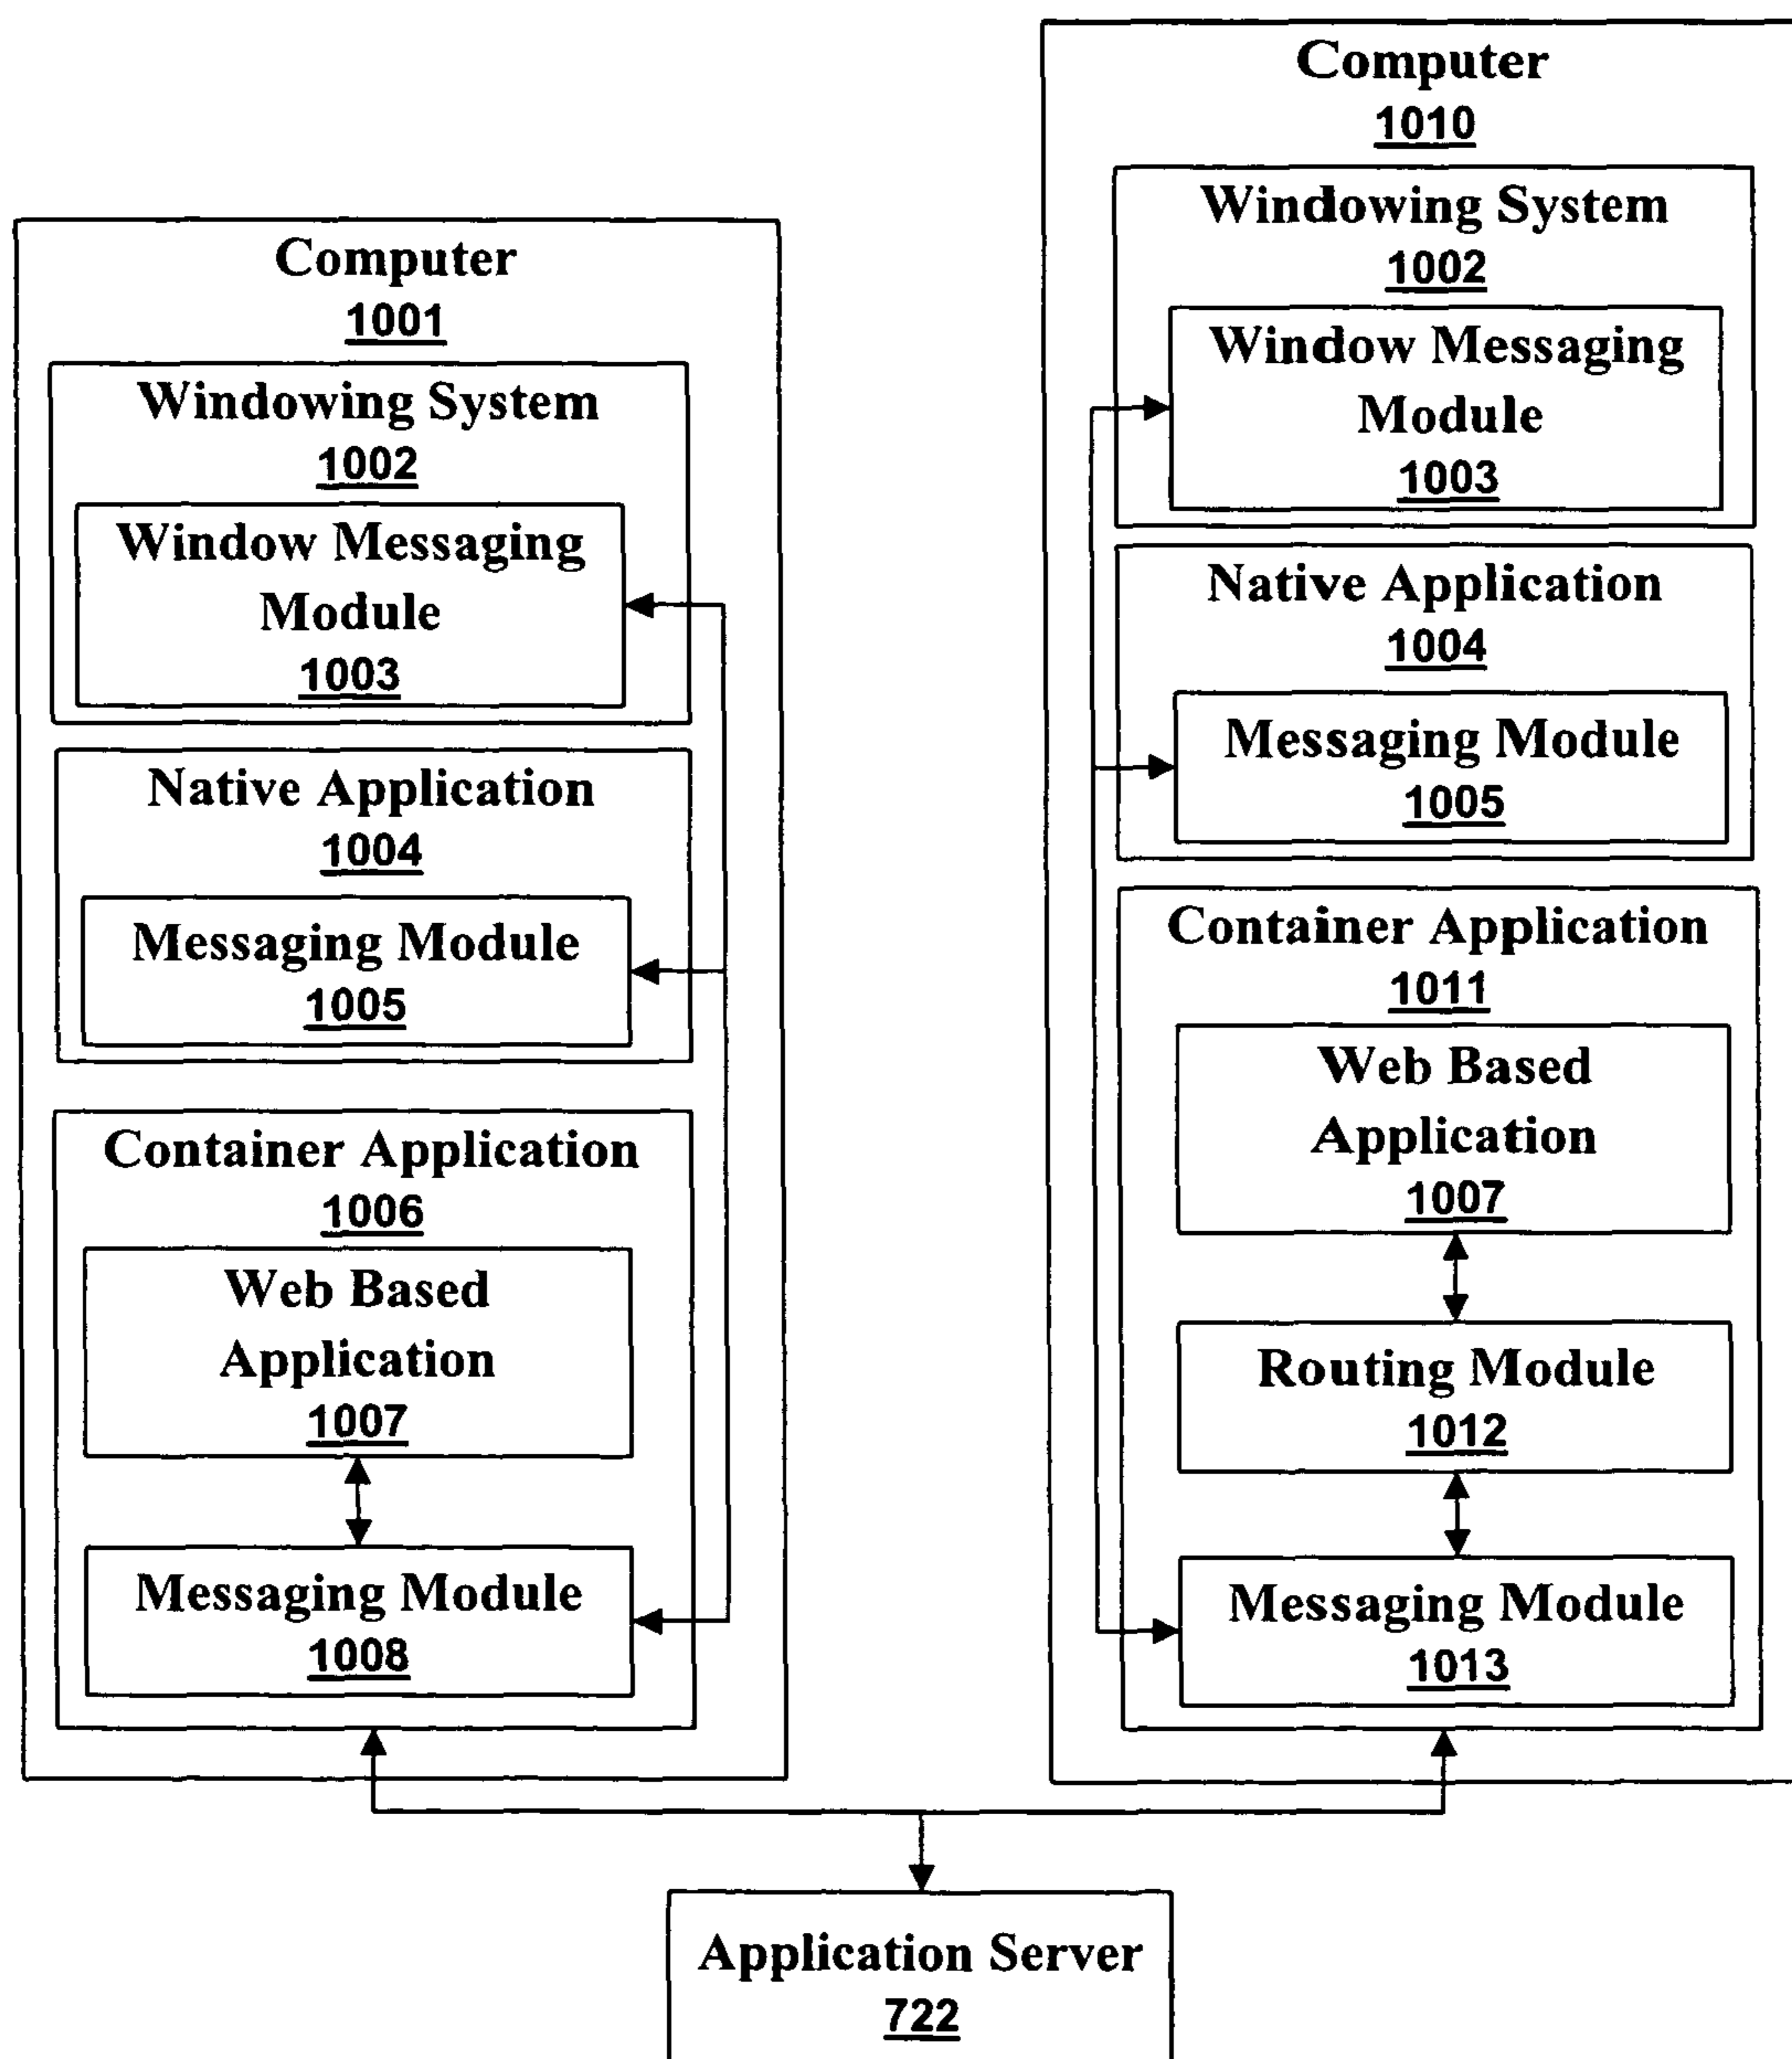 Computer
1001
Windowing System
1002
Window Messaging
Module
1003
Native Application
1004
Messaging Module
1005
Container Application
1006
Web Based
Application
1007
Messaging Module
1008
Computer
1010
Windowing System
1002
Window Messaging
Module
1003
Native Application
1004
Messaging Module
1005
Container Application
1011
Web Based
Application
1007
Routing Module
1012
Messaging Module
1013
Application Server
722